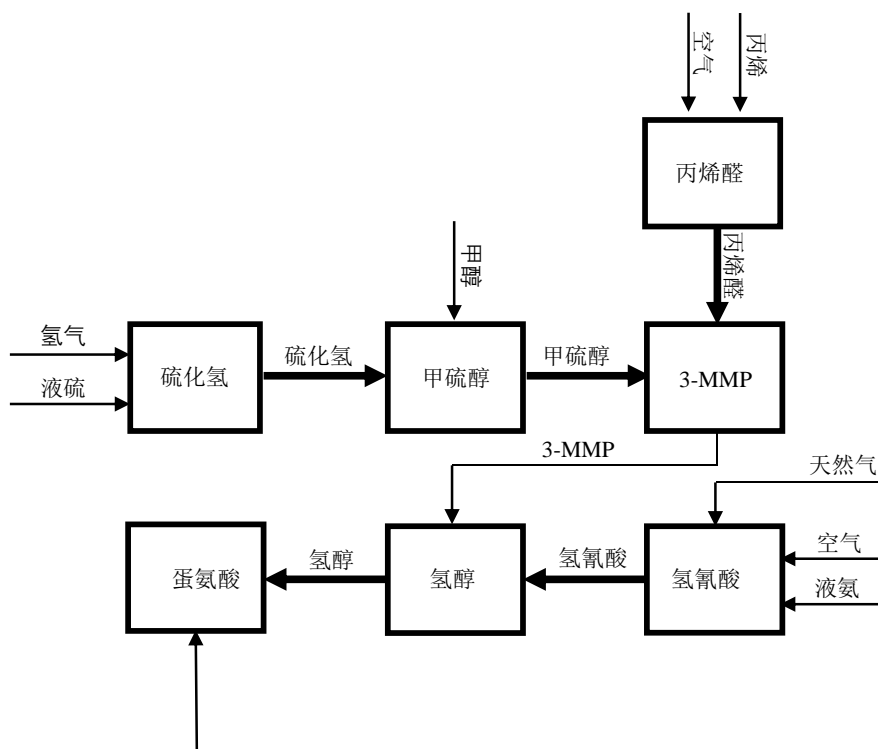 空气
丙烯
丙烯醛
丙烯醛
甲醇
氢气
液硫
硫化氢
硫化氢
甲硫醇
甲硫醇
3-MMP
3-MMP
天然气
空气
液氨
氢氰酸
氢氰酸
氢醇
氢醇
蛋氨酸